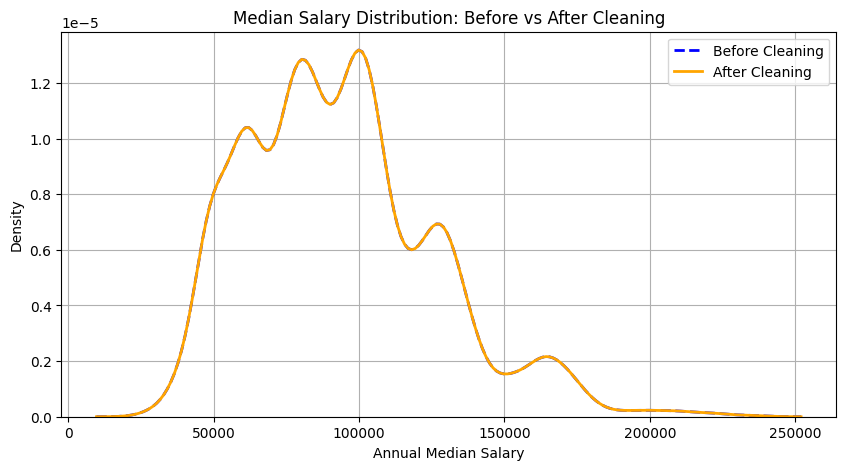 Median Salary Distribution: Before vs After Cleaning
1e−5
Before Cleaning
After Cleaning
1.2
1.0
0.8
0.6
0.4
0.2
0.0
Density
0 50000 100000 150000 200000 250000
Annual Median Salary